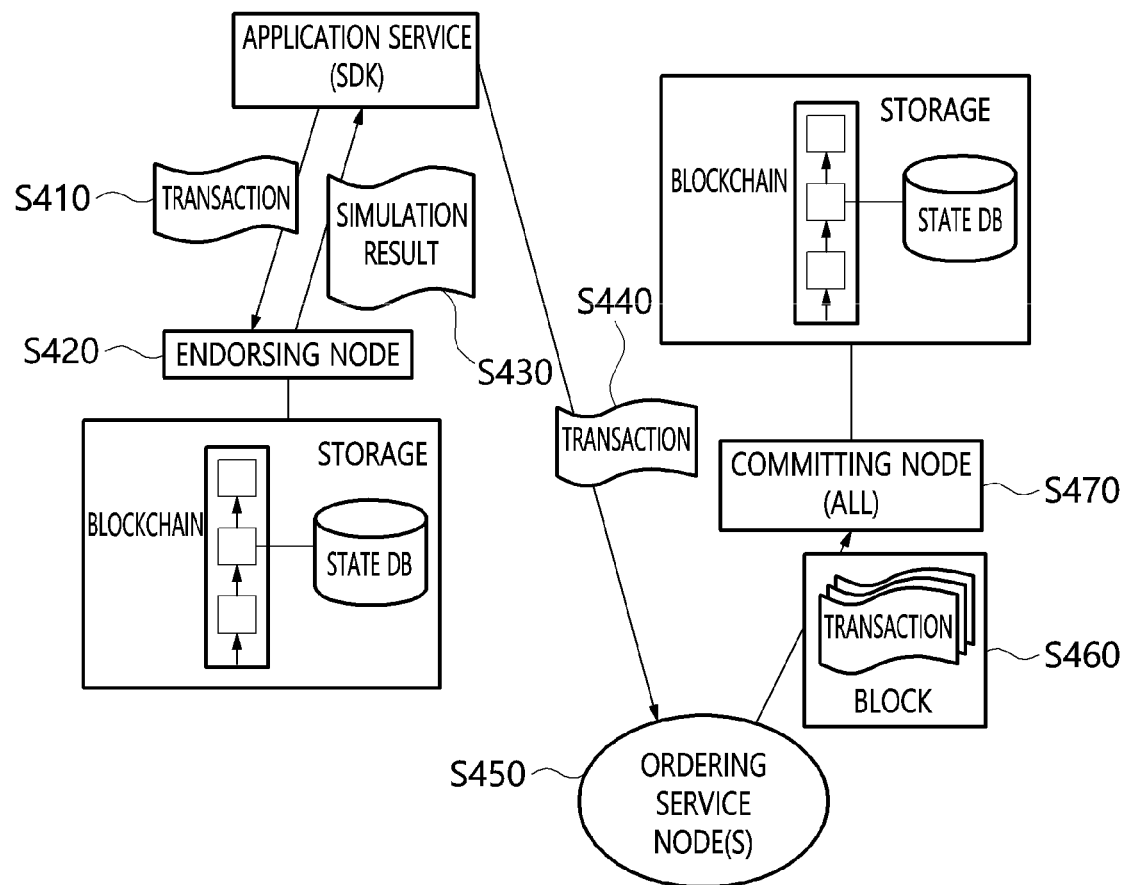 APPLICATION SERVICE
(SDK)
S410
TRANSACTION
SIMULATION
RESULT
S420
ENDORSING NODE
S430
STORAGE
BLOCKCHAIN
STATE DB
S440
TRANSACTION
STORAGE
BLOCKCHAIN
STATE DB
COMMITTING NODE
(ALL)
S470
TRANSACTION
BLOCK
S460
S450
ORDERING
SERVICE
NODE(S)